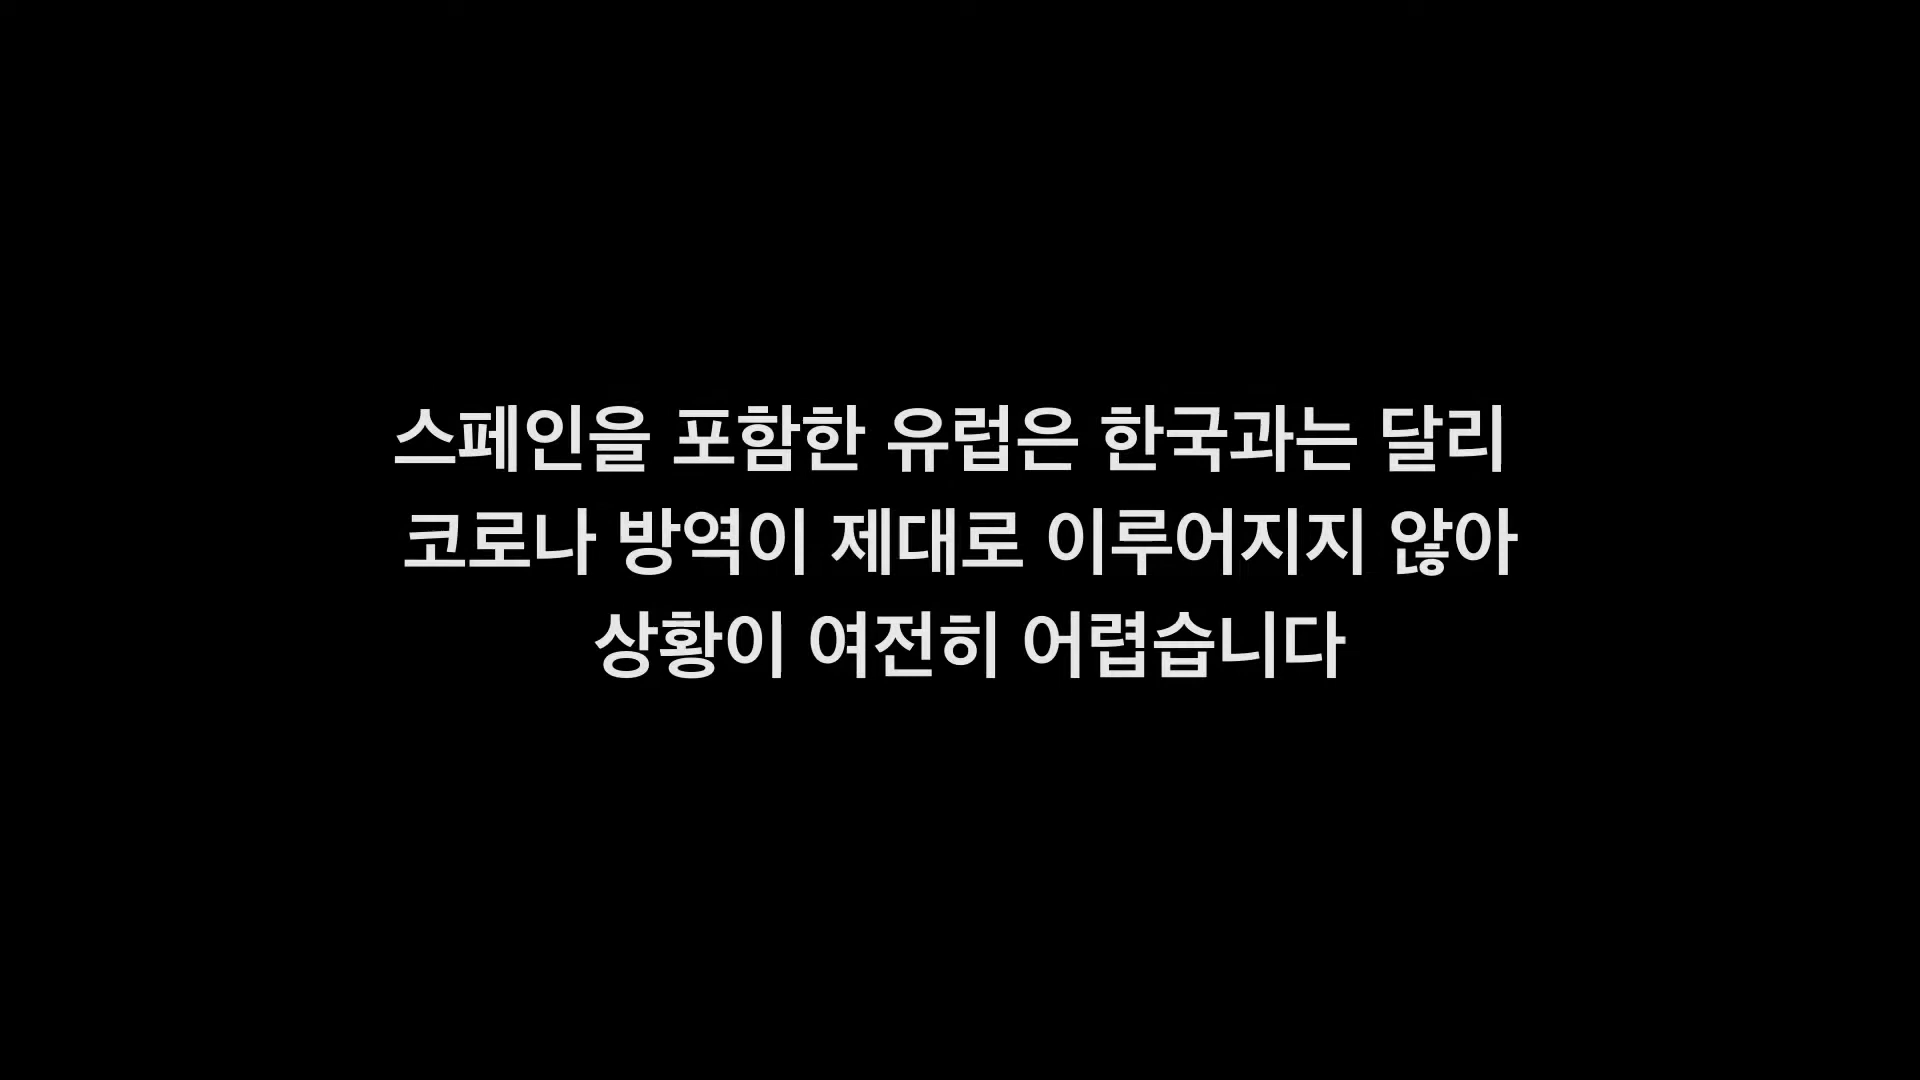 스페인을 포함한 유럽은 한국과는 달리
코로나 방역이 제대로 이루어지지 않아
상황이 여전히 어렵습니다